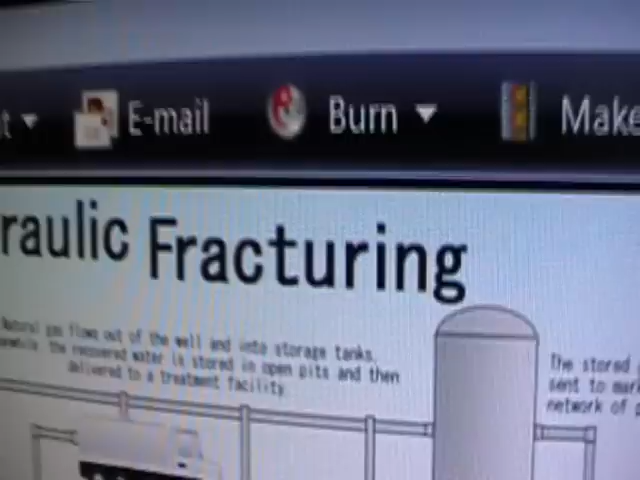 t E-mail Burn Make
raulic Fracturing
Natural gas flows out of the well and into storage tanks.
the recovered water is stored in open pits and then
delivered to a treatment facility.
The stored
sent to mark
network of p